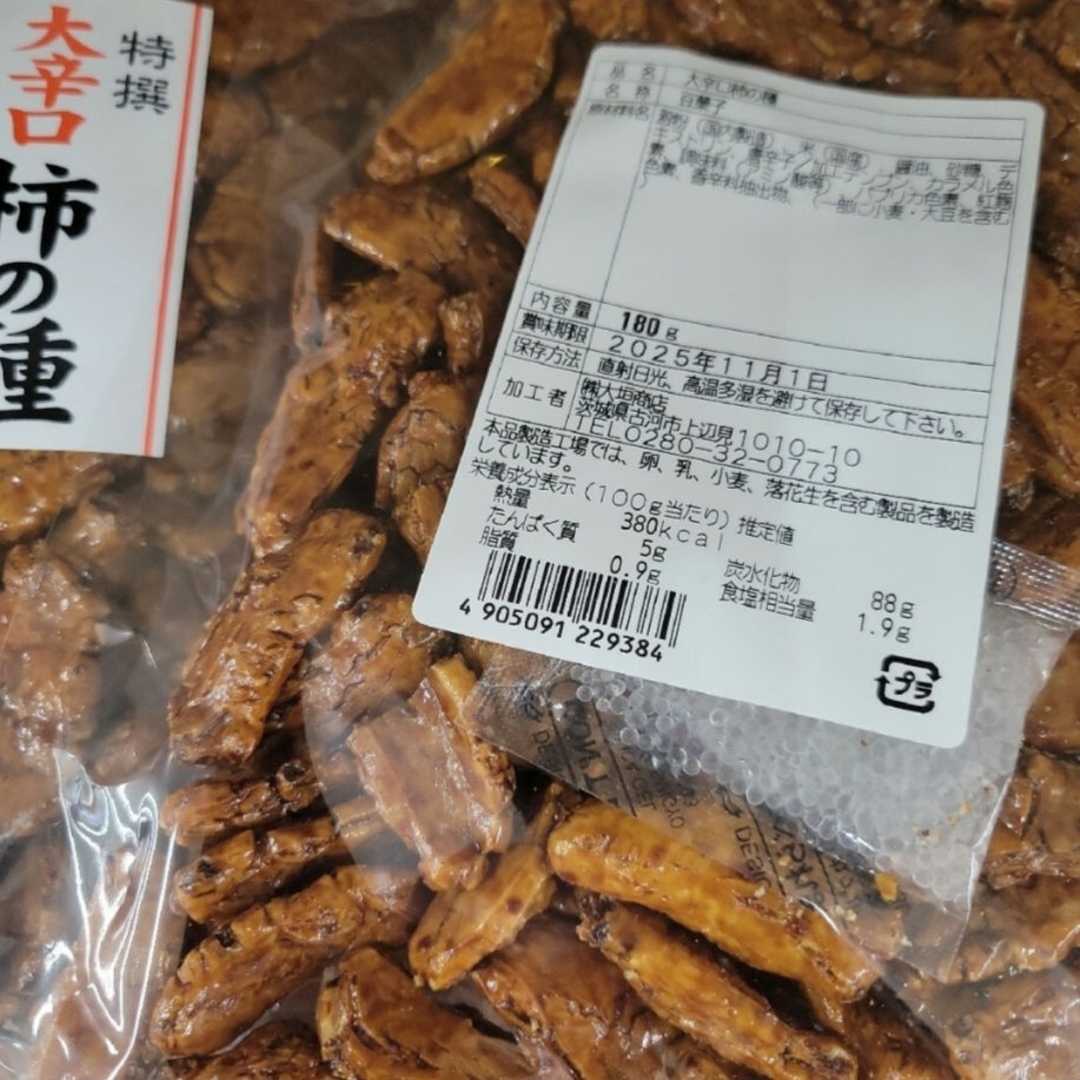 特撰
大辛口
柿の種
品名 大辛口柿の種
名称 米菓子
原材料名 澱粉（国内製造）、米（国産）、醤油、砂糖、デ
キストリン、唐辛子／加工デンプン、カラメル色
素、調味料（アミノ酸等）、パプリカ色素、紅麹
色素、香辛料抽出物、（一部に小麦・大豆を含む
）
内容量 180g
賞味期限 2025年11月1日
保存方法 直射日光、高温多湿を避けて保存して下さい。
加工者 ㈱大垣商店
茨城県古河市上辺見1010-10
TEL0280-32-0773
本品製造工場では、卵、乳、小麦、落花生を含む製品を製造
しています。
栄養成分表示（100g当たり）推定値
熱量 380kcal
たんぱく質 5g
炭水化物 88g
脂質 0.9g
食塩相当量 1.9g
4 905091 229384
プラ